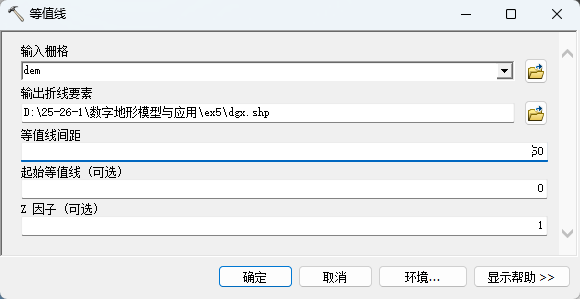 等值线
输入栅格
dem
输出折线要素
D:\25-26-1\数字地形模型与应用\ex5\dgx.shp
等值线间距
起始等值线 (可选)
0
Z 因子 (可选)
1
确定 取消 环境... 显示帮助 >>